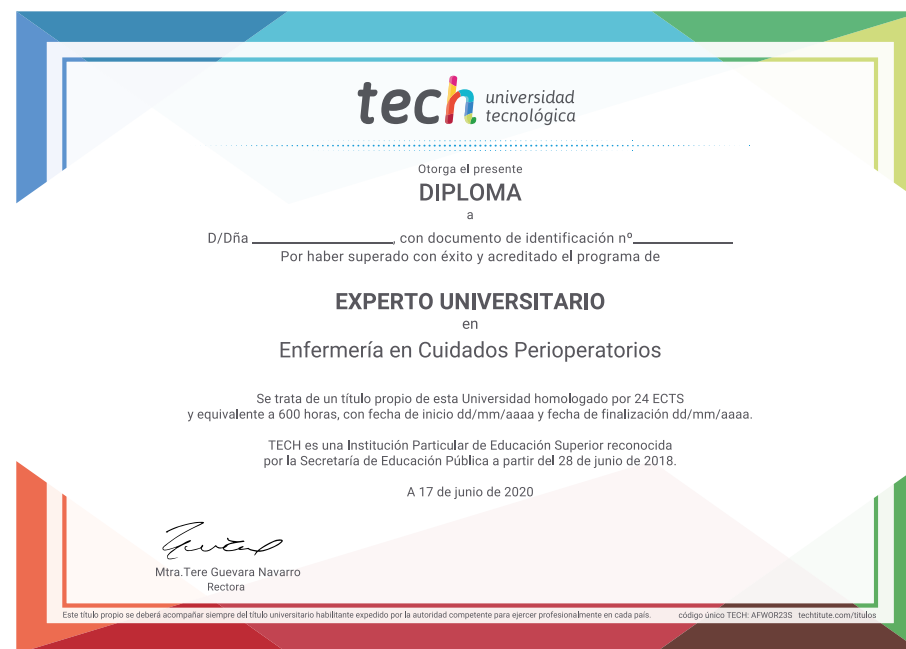 tech universidad
tecnológica
Otorga el presente
DIPLOMA
a
D/Dña ____________________, con documento de identificación nº______________
Por haber superado con éxito y acreditado el programa de
EXPERTO UNIVERSITARIO
en
Enfermería en Cuidados Perioperatorios
Se trata de un título propio de esta Universidad homologado por 24 ECTS
y equivalente a 600 horas, con fecha de inicio dd/mm/aaaa y fecha de finalización dd/mm/aaaa.
TECH es una Institución Particular de Educación Superior reconocida
por la Secretaría de Educación Pública a partir del 28 de junio de 2018.
A 17 de junio de 2020
Mtra.Tere Guevara Navarro
Rectora
Este título propio se deberá acompañar siempre del título universitario habilitante expedido por la autoridad competente para ejercer profesionalmente en cada país. código único TECH: AFWOR23S techtitute.com/titulos